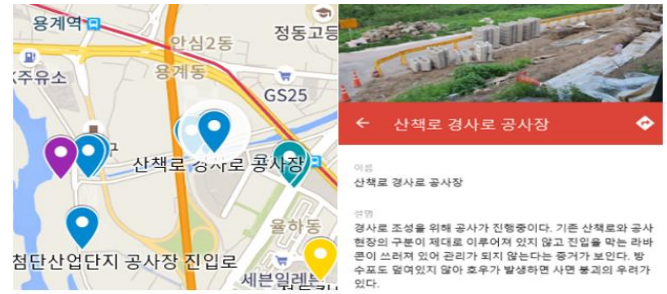 용계역
안심2동
정동고등
용계동
주유소
GS25
구
산책로 경사로 공사장
율하동
첨단산업단지 공사장 진입로
세븐일레븐
산책로 경사로 공사장
이름
산책로 경사로 공사장
설명
경사로 조성을 위해 공사가 진행중이다. 기존 산책로와 공사
현장의 구분이 제대로 이루어져 있지 않고 진입을 막는 라바
콘이 쓰러져 있어 관리가 되지 않는다는 증거가 보인다. 방
수포도 덮여있지 않아 호우가 발생하면 사면 붕괴의 우려가
있다.